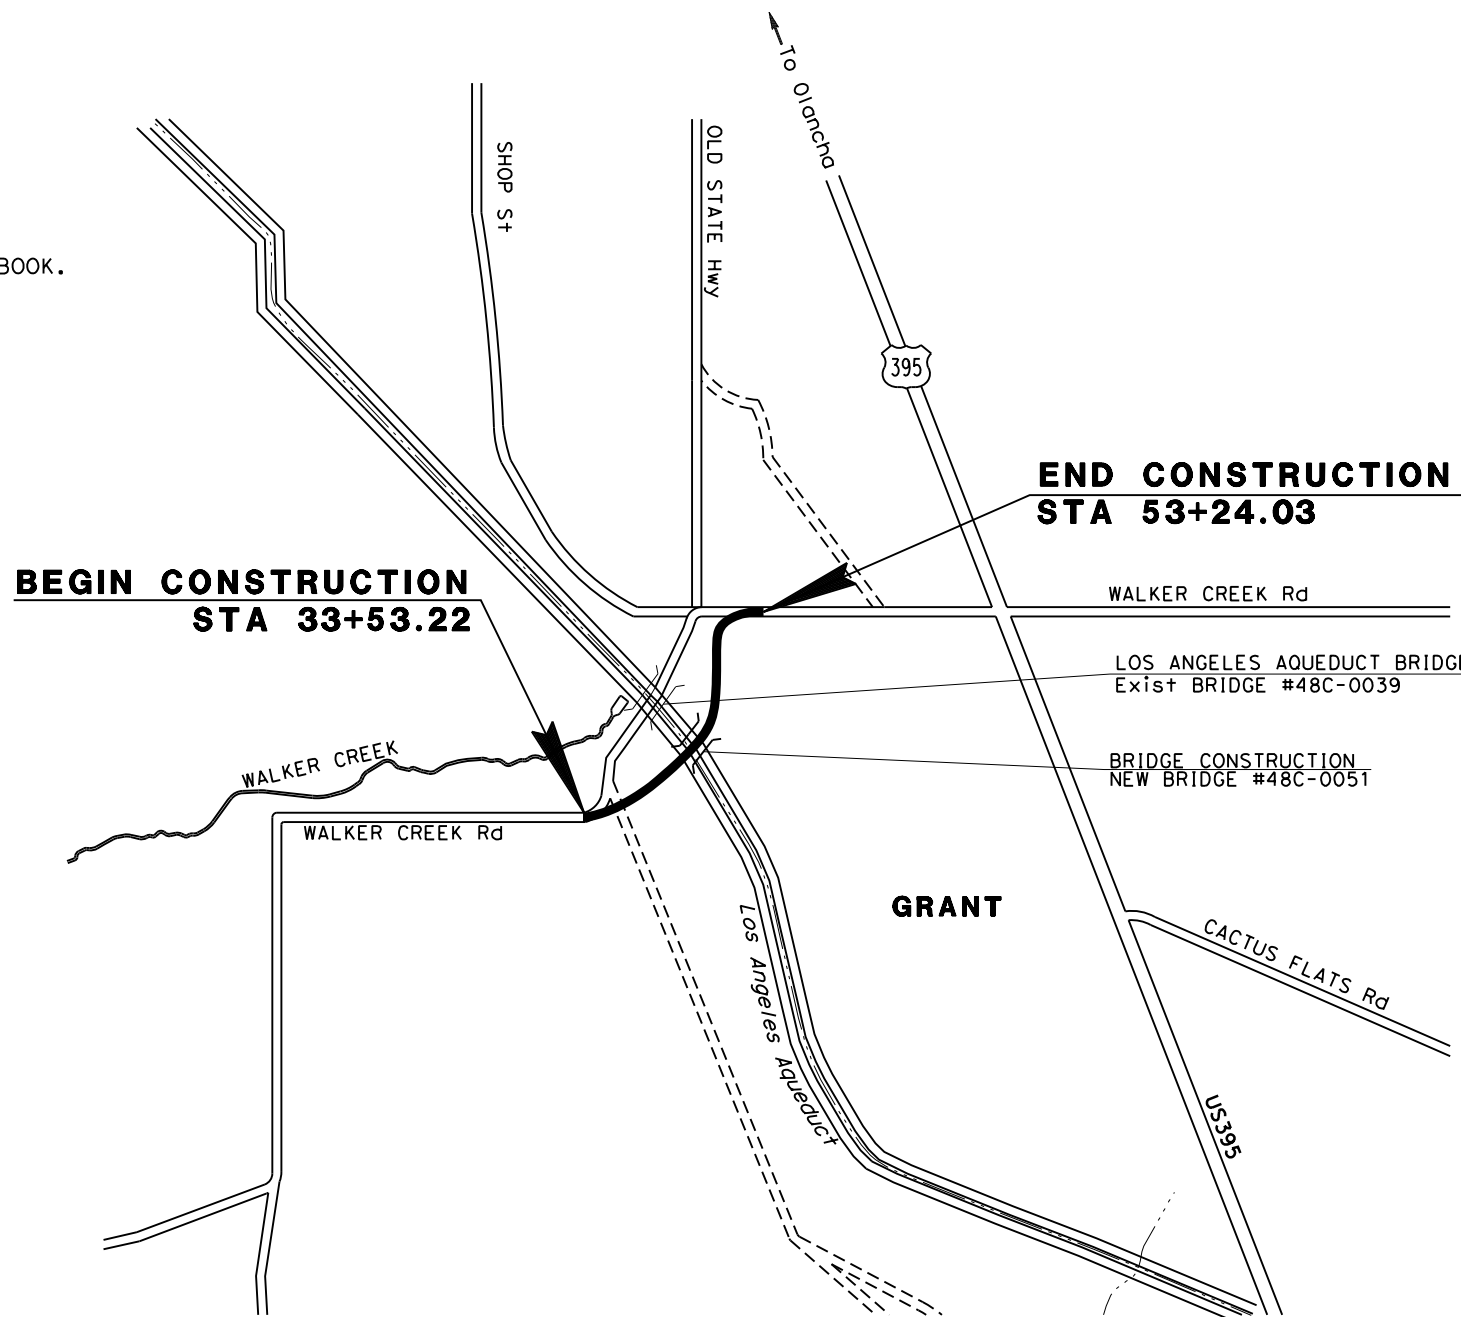 To Olancha
SHOP St
OLD STATE Hwy
BOOK.
395
END CONSTRUCTION
STA 53+24.03
BEGIN CONSTRUCTION
STA 33+53.22
WALKER CREEK Rd
LOS ANGELES AQUEDUCT BRIDGE
Exist BRIDGE #48C-0039
WALKER CREEK
BRIDGE CONSTRUCTION
NEW BRIDGE #48C-0051
WALKER CREEK Rd
GRANT
Los Angeles Aqueduct
CACTUS FLATS Rd
US395